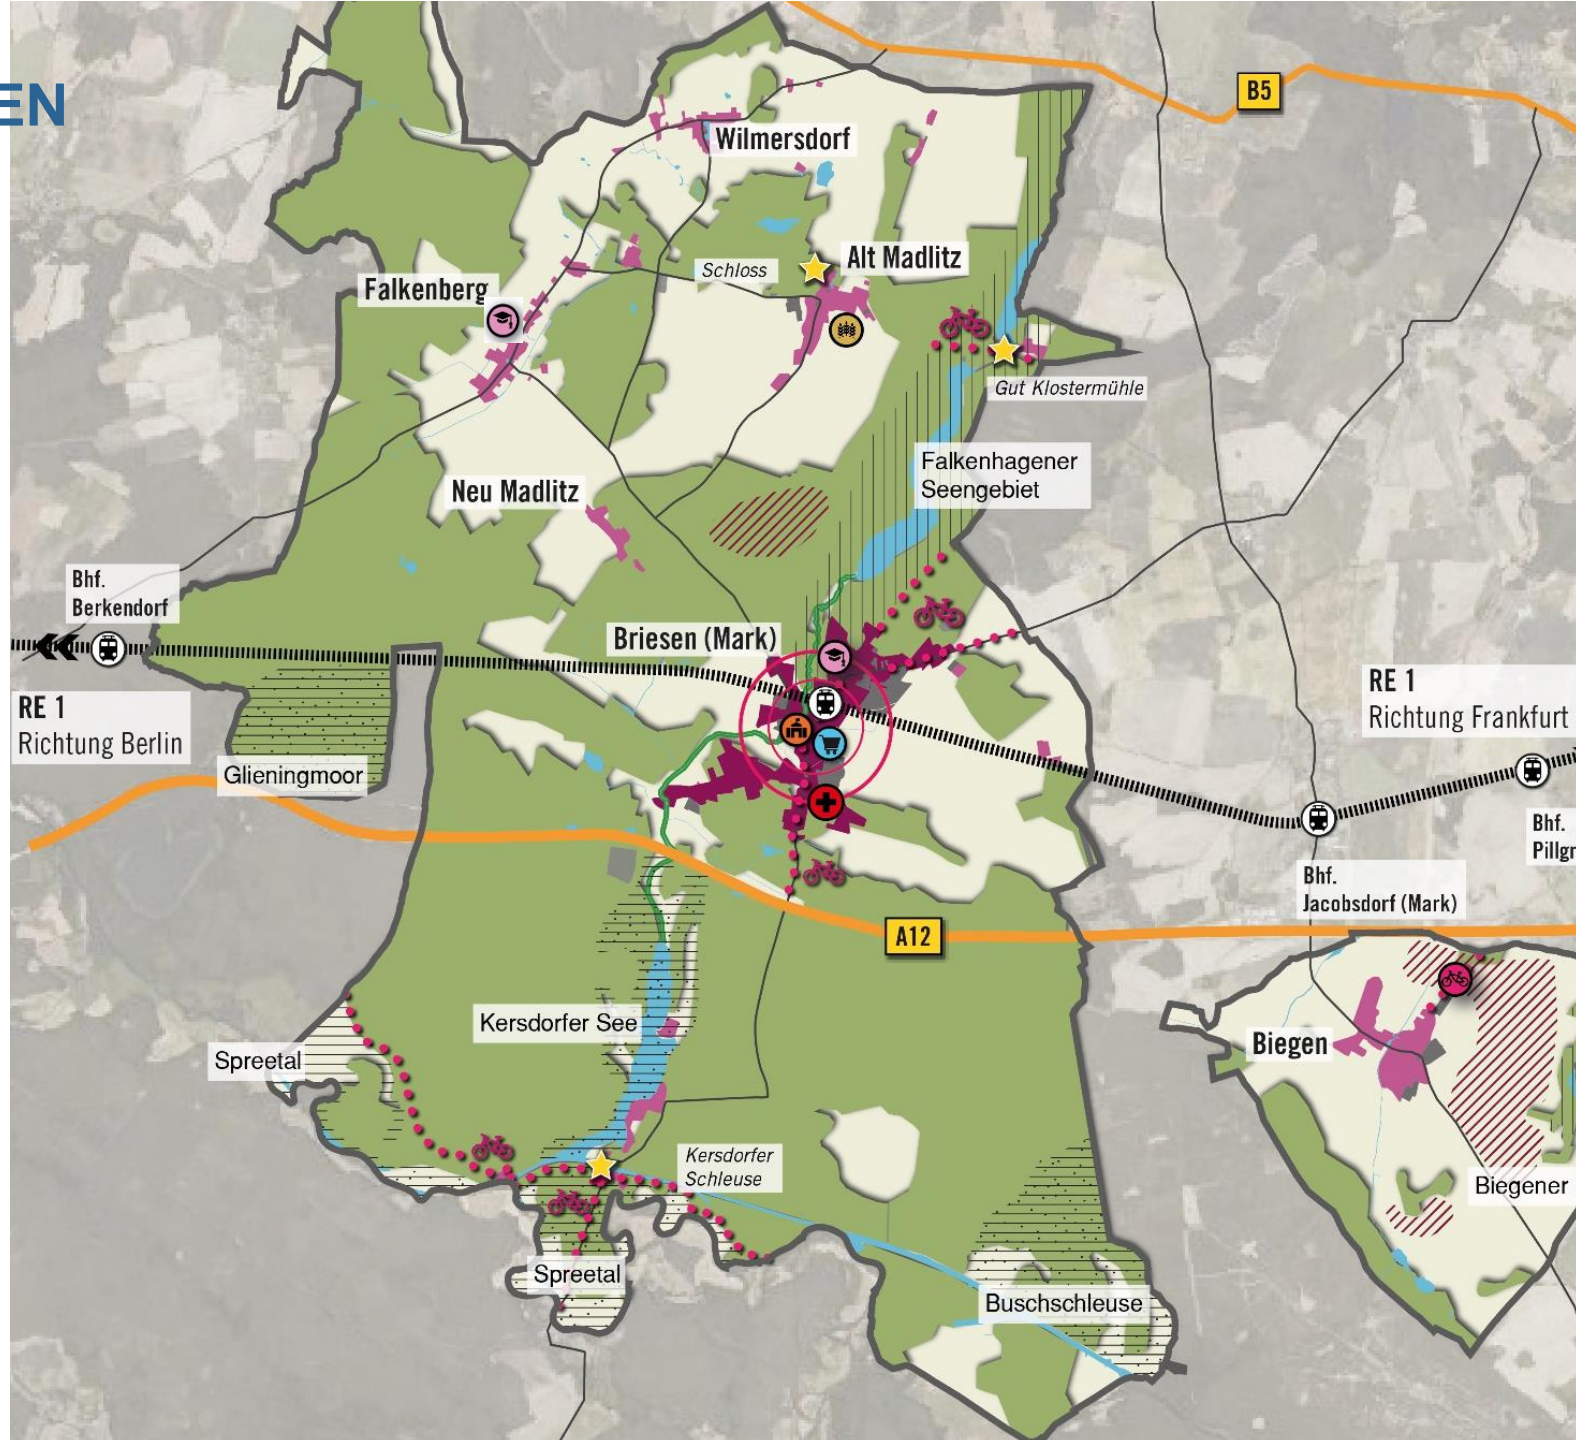 EN
B5
Wilmersdorf
Schloss
Alt Madlitz
Falkenberg
Gut Klostermühle
Falkenhagener
Seengebiet
Neu Madlitz
Bhf.
Berkendorf
Briesen (Mark)
RE 1
Richtung Berlin
RE 1
Richtung Frankfurt
Glieningmoor
Bhf.
Pillgr
Bhf.
Jacobsdorf (Mark)
A12
Kersdorfer See
Biegen
Spreetal
Kersdorfer
Schleuse
Biegener
Spreetal
Buschschleuse